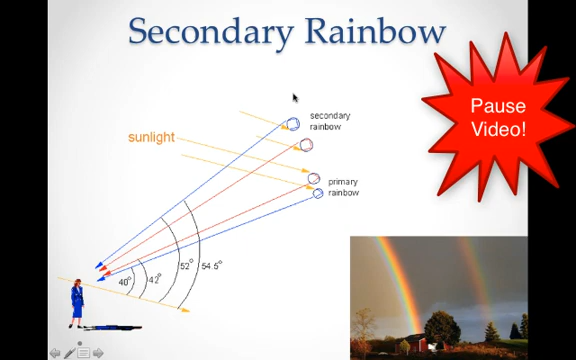 Secondary Rainbow
Pause
Video!
secondary
rainbow
sunlight
primary
rainbow
40°
42°
52°
54.5°